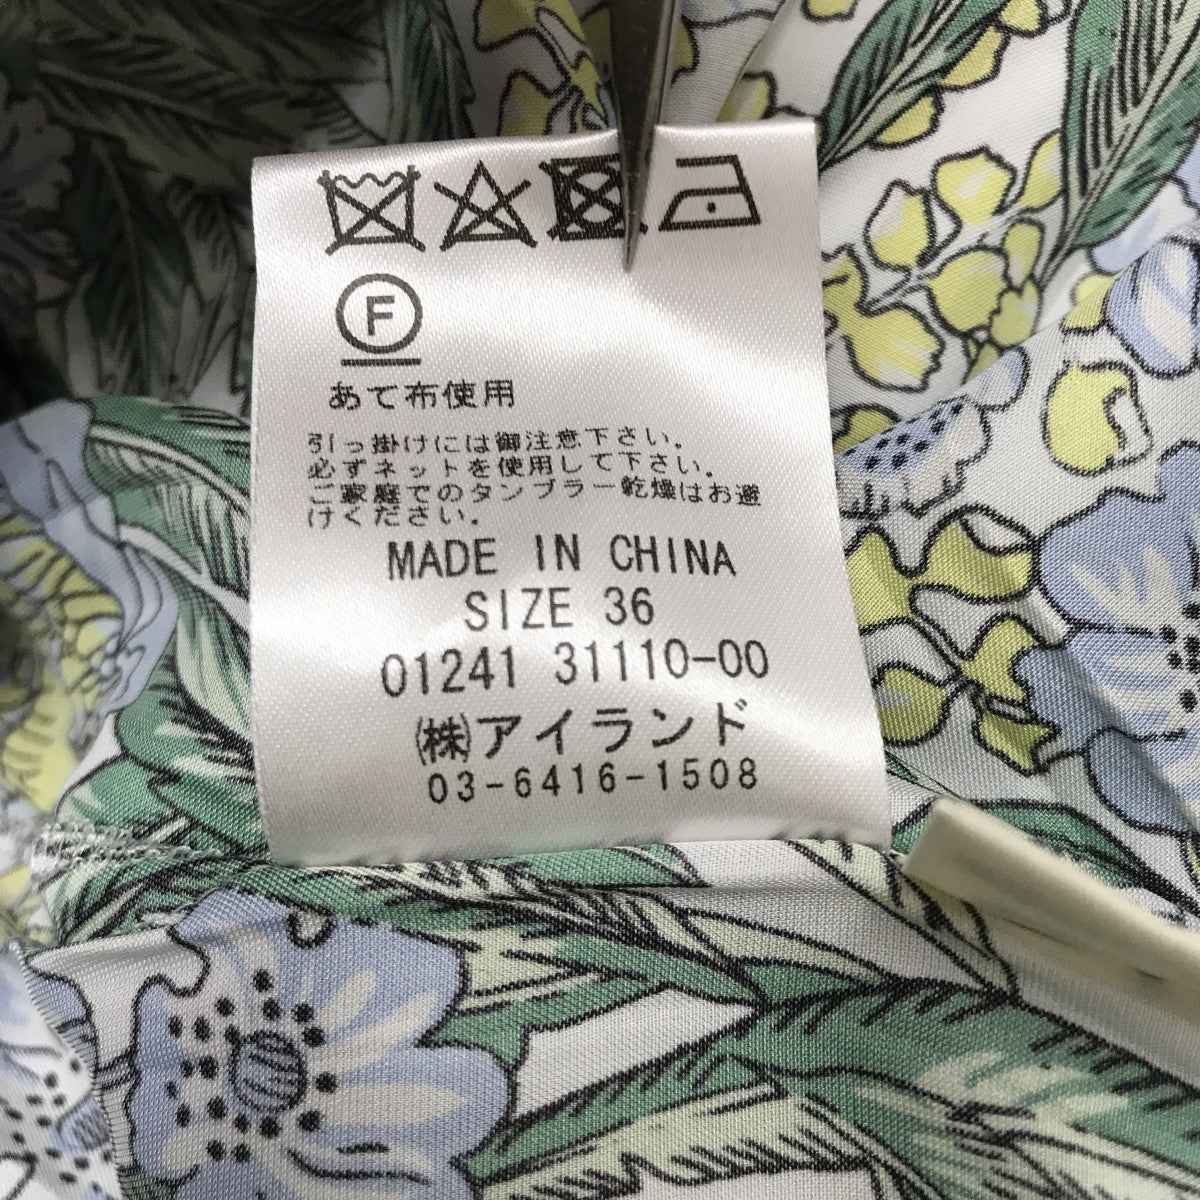 F
あて布使用
引っ掛けには御注意下さい。
必ずネットを使用して下さい。
ご家庭でのタンブラー乾燥はお避
けください。
MADE IN CHINA
SIZE 36
01241 31110-00
(株)アイランド
03-6416-1508